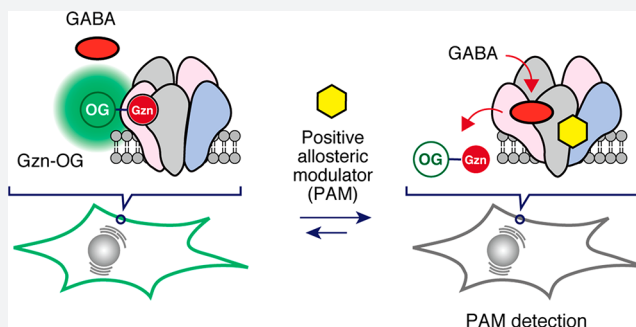 GABA
OG
Gzn
Gzn-OG
Positive
allosteric
modulator
(PAM)
GABA
OG
Gzn
PAM detection